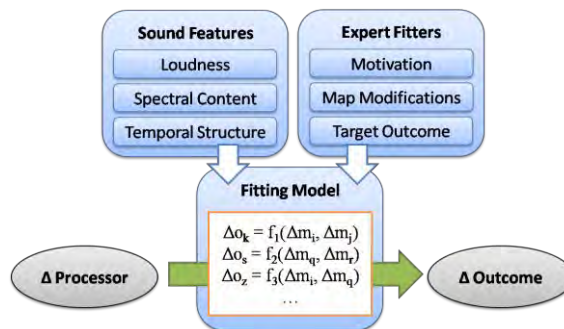 Sound Features
Loudness
Spectral Content
Temporal Structure
Expert Fitters
Motivation
Map Modifications
Target Outcome
Fitting Model
Δo_k = f_1(Δm_i, Δm_j)
Δo_s = f_2(Δm_q, Δm_r)
Δo_z = f_3(Δm_i, Δm_q)
…
Δ Processor
Δ Outcome